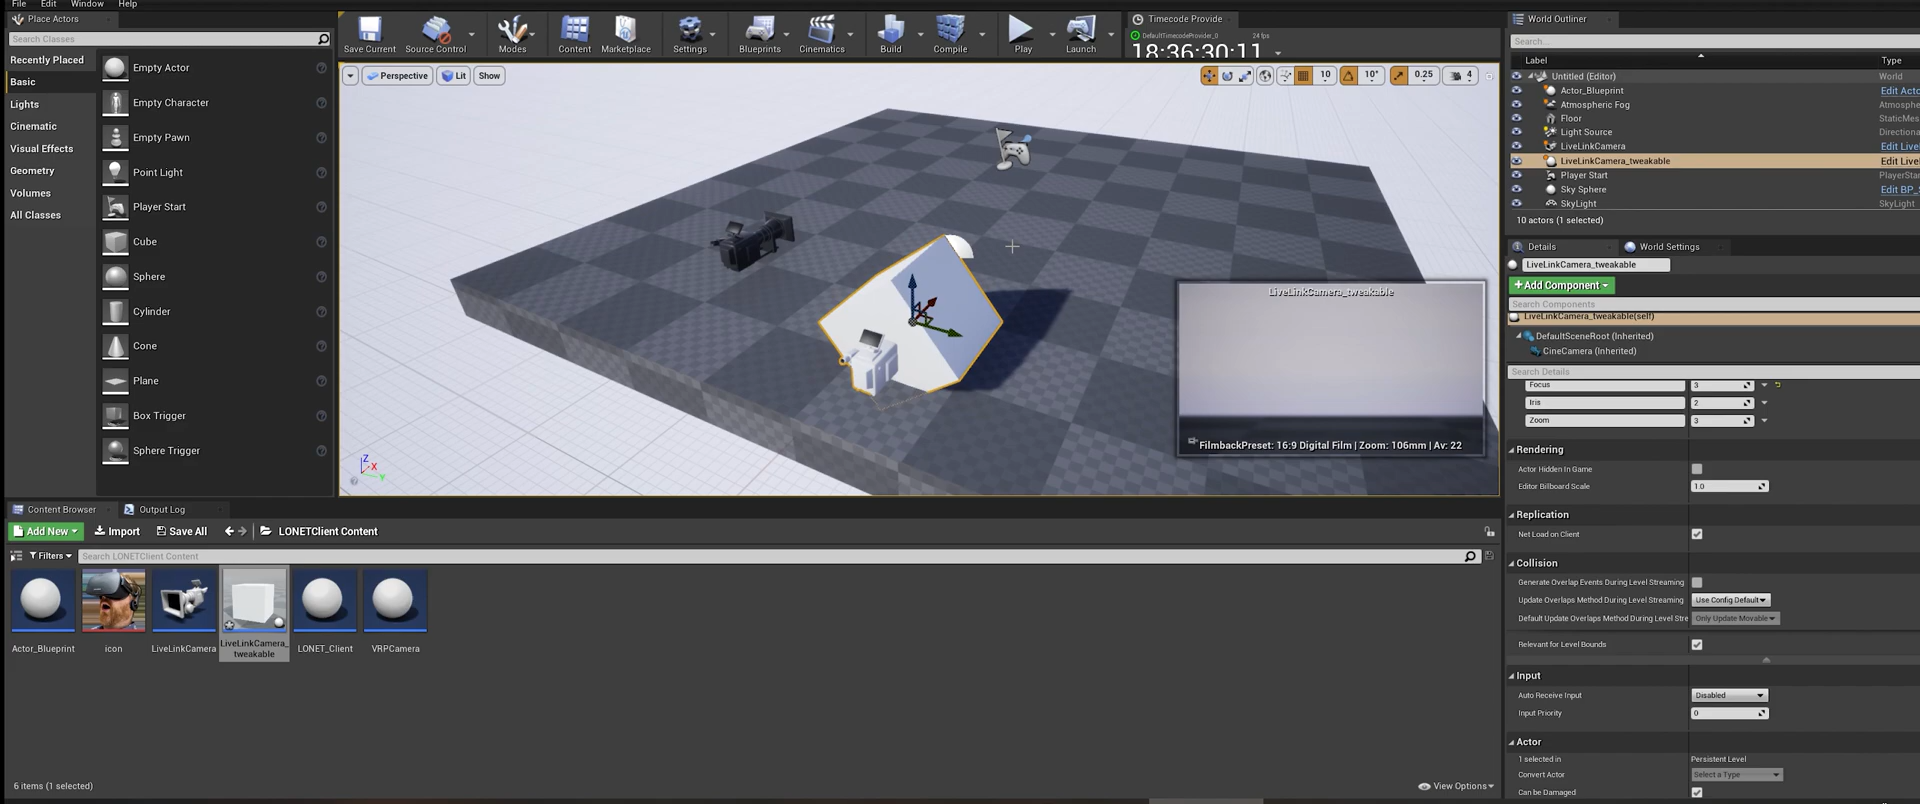 File Edit Window Help
Place Actors
Search Classes
Recently Placed
Basic
Lights
Cinematic
Visual Effects
Geometry
Volumes
All Classes
Empty Actor
Empty Character
Empty Pawn
Point Light
Player Start
Cube
Sphere
Cylinder
Cone
Plane
Box Trigger
Sphere Trigger
Save Current
Source Control
Modes
Content
Marketplace
Settings
Blueprints
Cinematics
Build
Compile
Play
Launch
Timecode Provide
DefaultTimecodeProvider_0 24 fps
18:36:30:11
Perspective
Lit
Show
10
10°
0.25
4
LiveLinkCamera_tweakable
FilmbackPreset: 16:9 Digital Film | Zoom: 106mm | Av: 22
Z
X
Y
World Outliner
Search...
Label Type
Untitled (Editor) World
Actor_Blueprint Edit Acto
Atmospheric Fog Atmosphe
Floor StaticMes
Light Source Directiona
LiveLinkCamera Edit Live
LiveLinkCamera_tweakable Edit Live
Player Start PlayerStar
Sky Sphere Edit BP_
SkyLight SkyLight
10 actors (1 selected)
Details
World Settings
LiveLinkCamera_tweakable
+Add Component
Search Components
LiveLinkCamera_tweakable(self)
DefaultSceneRoot (Inherited)
CineCamera (Inherited)
Search Details
Focus 3
Iris 2
Zoom 3
Rendering
Actor Hidden In Game
Editor Billboard Scale 1.0
Replication
Net Load on Client
Collision
Generate Overlap Events During Level Streaming
Update Overlaps Method During Level Streaming Use Config Default
Default Update Overlaps Method During Level Stre Only Update Movable
Relevant for Level Bounds
Input
Auto Receive Input Disabled
Input Priority 0
Actor
1 selected in Persistent Level
Convert Actor Select a Type
Can be Damaged
Content Browser
Output Log
Add New
Import
Save All
LONETClient Content
Filters
Search LONETClient Content
Actor_Blueprint
icon
LiveLinkCamera
LiveLinkCamera_
tweakable
LONET_Client
VRPCamera
6 items (1 selected)
View Options